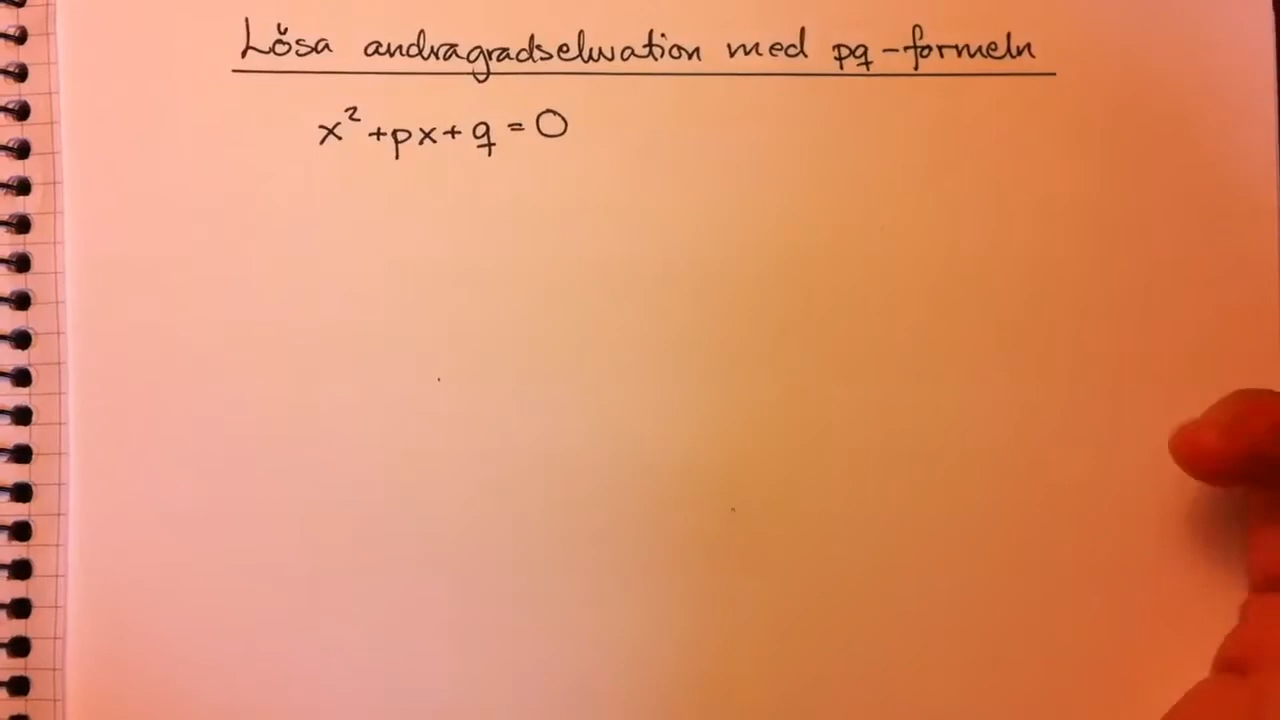 Lösa andragradsekvation med pq-formeln
x² + px + q = 0